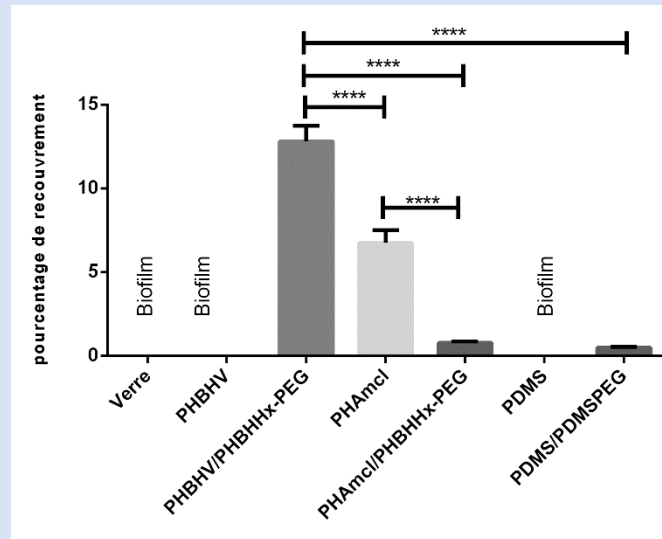 ****
****
****
****
pourcentage de recouvrement
15
10
5
0
Biofilm
Biofilm
Biofilm
Verre
PHBHV
PHBHV/PHBHHx-PEG
PHAmcl
PHAmcl/PHBHHx-PEG
PDMS
PDMS/PDMSPEG